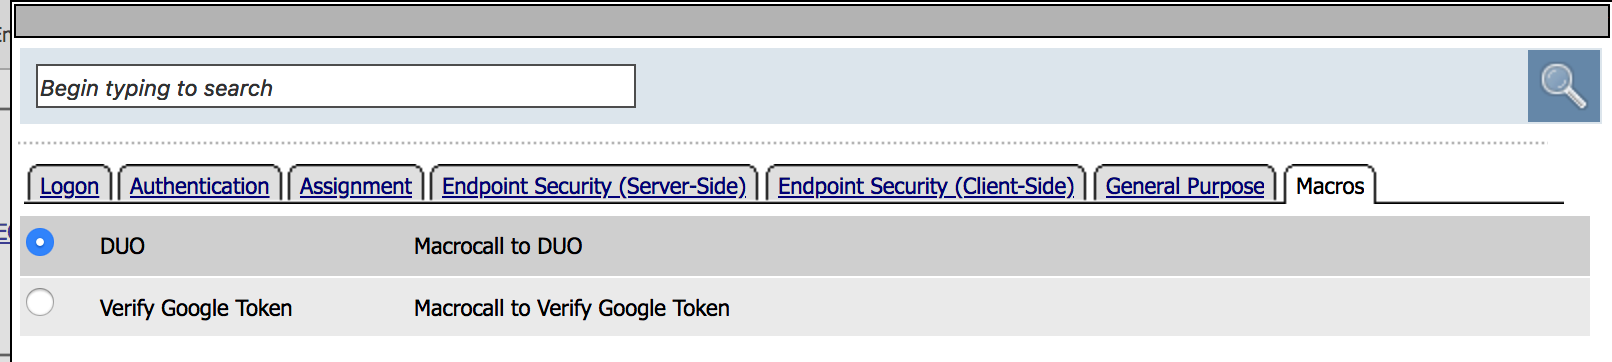 Begin typing to search
Logon Authentication Assignment Endpoint Security (Server-Side) Endpoint Security (Client-Side) General Purpose Macros
DUO Macrocall to DUO
Verify Google Token Macrocall to Verify Google Token